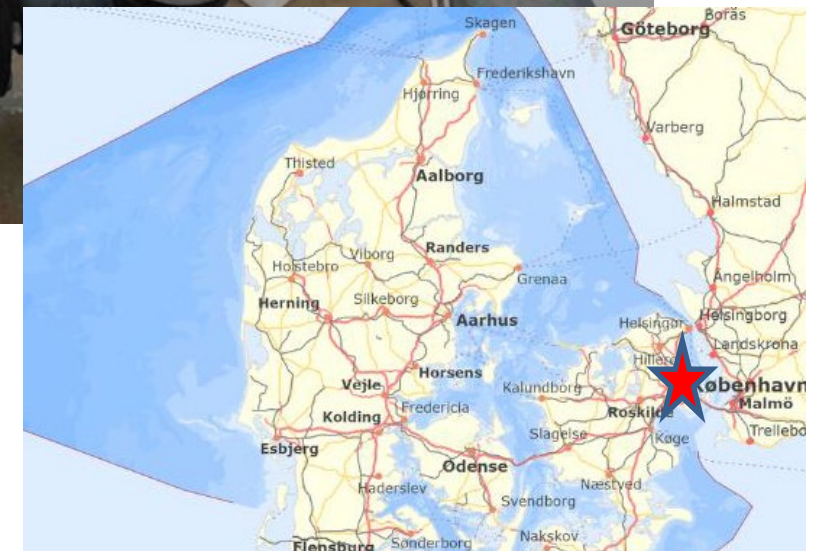 Skagen
Göteborg
Borås
Frederikshavn
Hjørring
Varberg
Thisted
Aalborg
Halmstad
Viborg
Randers
Holstebro
Grenaa
Ängelholm
Herning
Silkeborg
Aarhus
Helsingør
Helsingborg
Landskrona
Hillerø
Horsens
Vejle
Kalundborg
København
Malmö
Roskilde
Kolding
Fredericia
Trellebo
Slagelse
Køge
Esbjerg
Odense
Haderslev
Næstved
Svendborg
Nakskov
Sønderborg
Flensburg